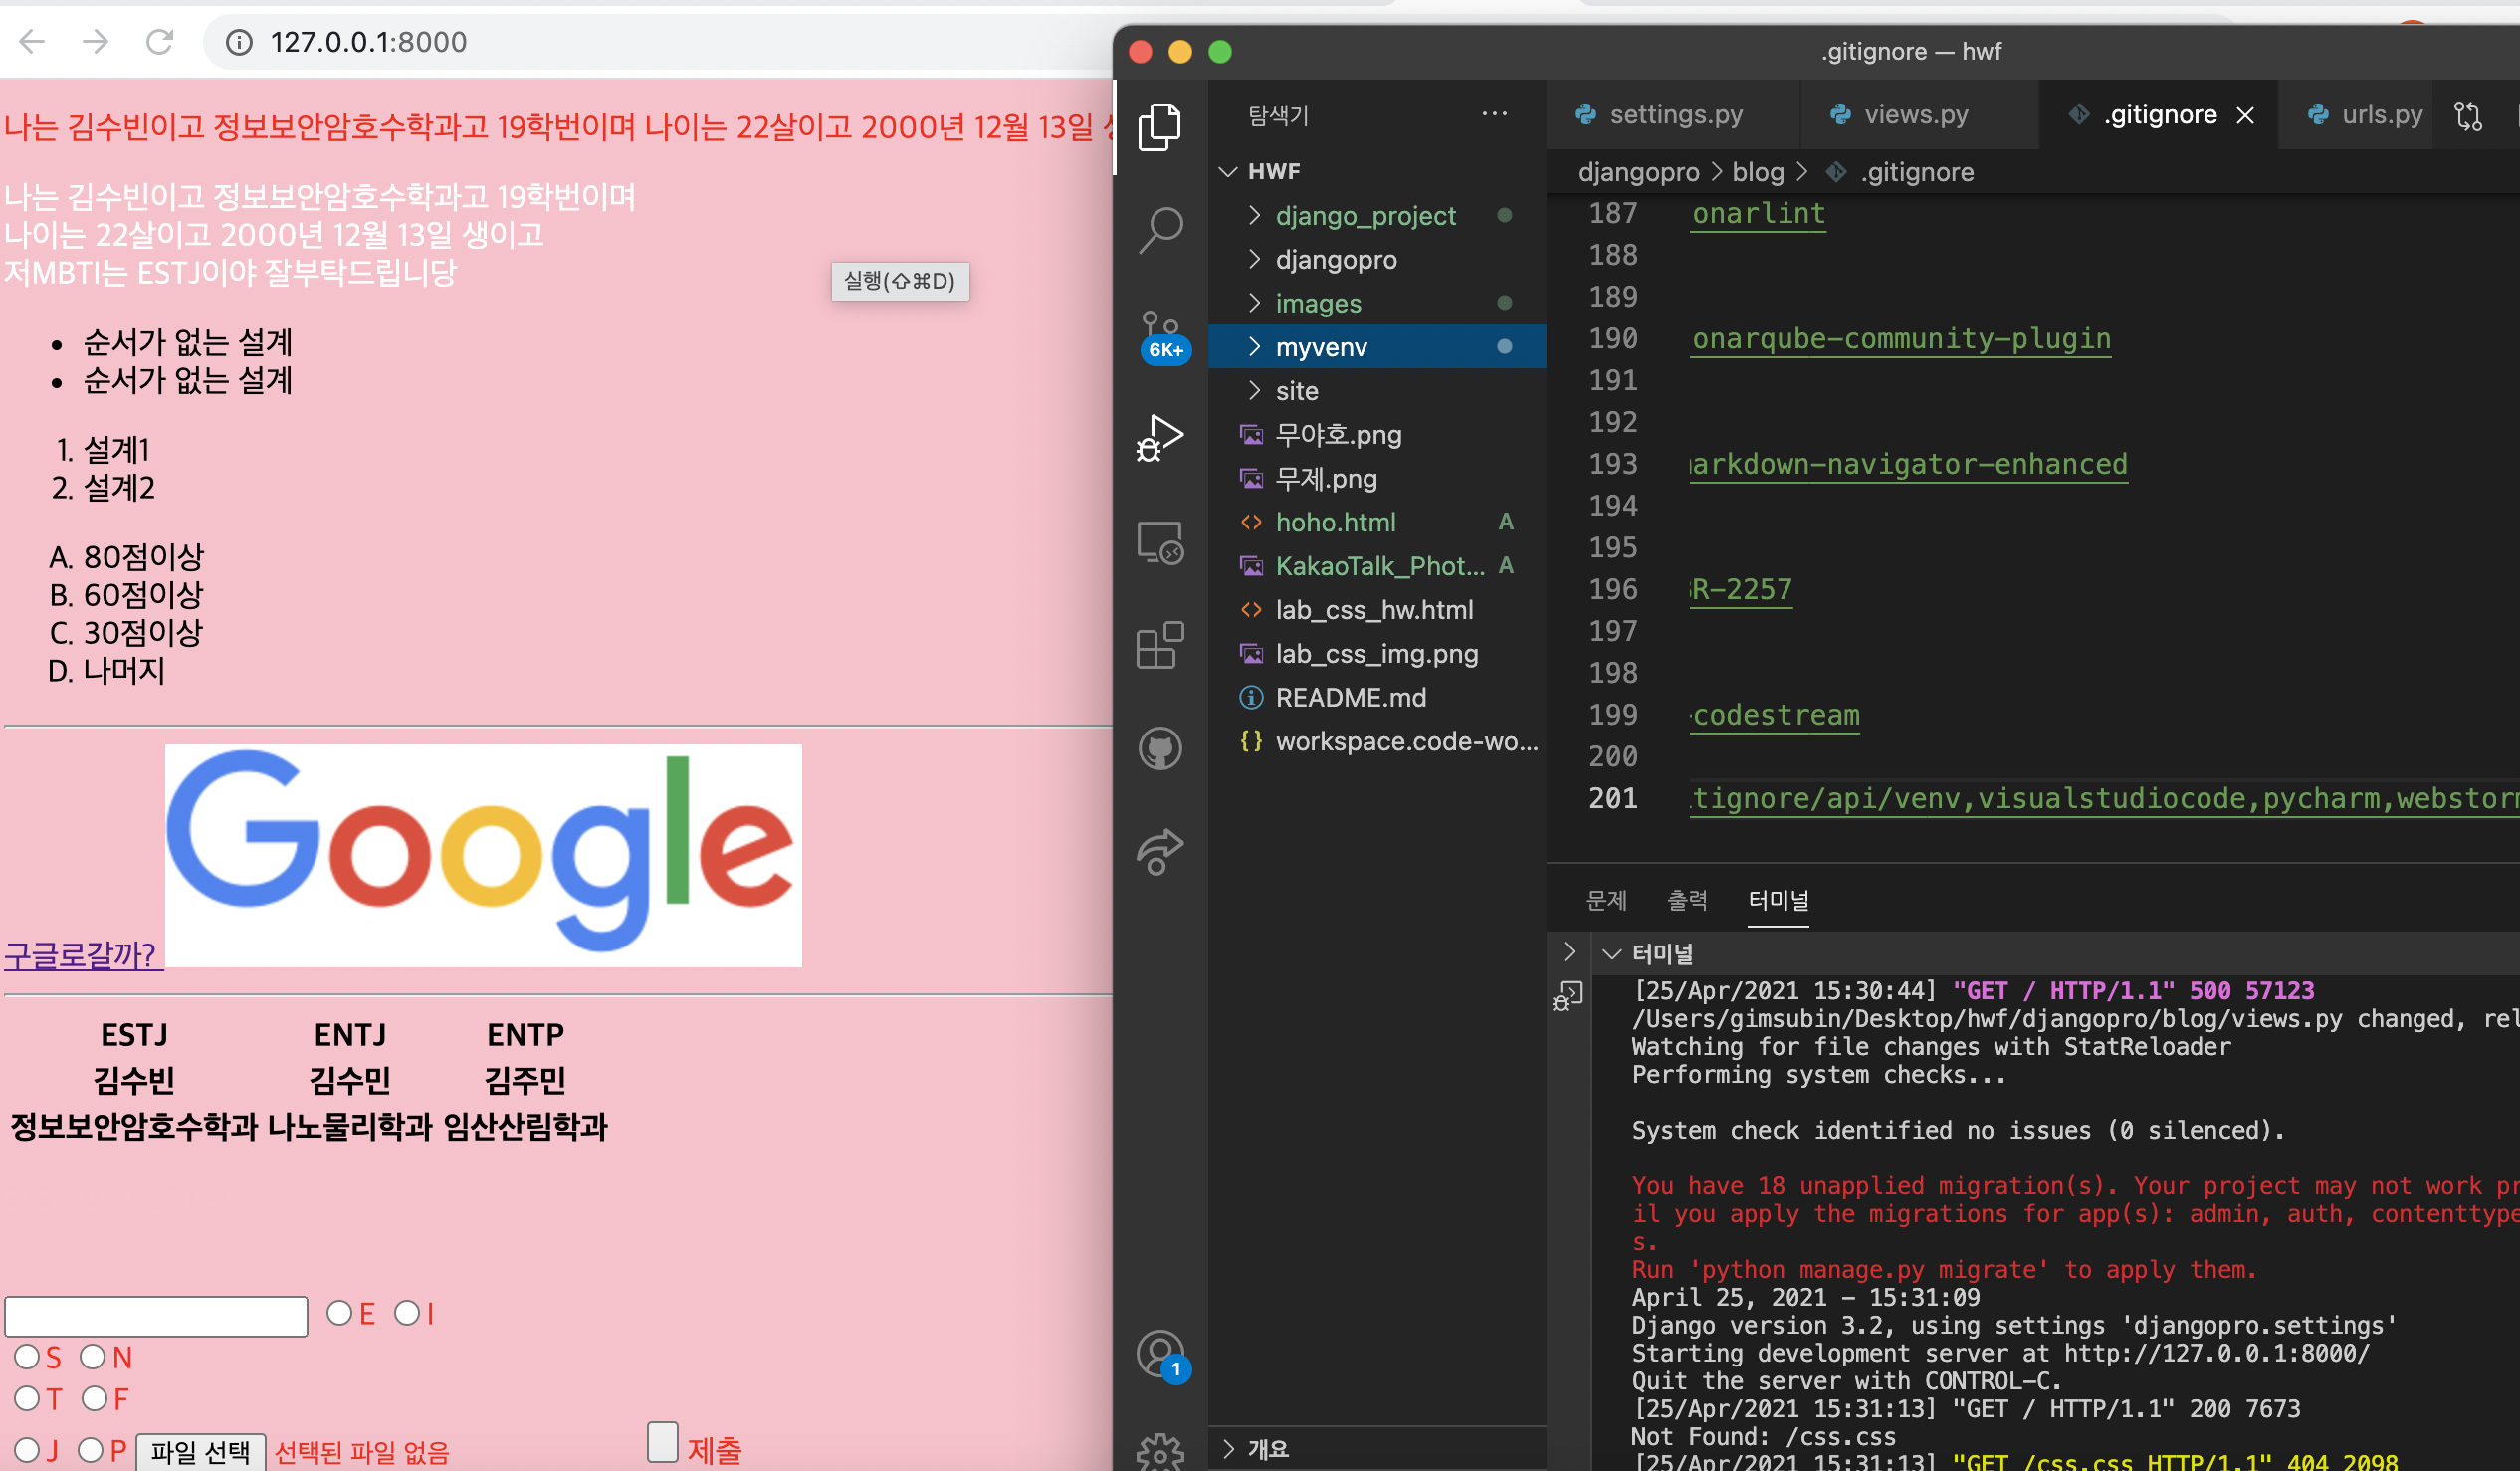 127.0.0.1:8000
나는 김수빈이고 정보보안암호수학과고 19학번이며 나이는 22살이고 2000년 12월 13일
나는 김수빈이고 정보보안암호수학과고 19학번이며
나이는 22살이고 2000년 12월 13일 생이고
저MBTI는 ESTJ이야 잘부탁드립니당
실행(⇧⌘D)
• 순서가 없는 설계
• 순서가 없는 설계
1. 설계1
2. 설계2
A. 80점이상
B. 60점이상
C. 30점이상
D. 나머지
구글로갈까?
Google
ESTJ ENTJ ENTP
김수빈 김수민 김주민
정보보안암호수학과 나노물리학과 임산산림학과
E I
S N
T F
J P 파일 선택 선택된 파일 없음 제출
.gitignore — hwf
탐색기 ...
HWF
django_project
djangopro
images
myvenv
site
무야호.png
무제.png
hoho.html A
KakaoTalk_Phot... A
lab_css_hw.html
lab_css_img.png
README.md
workspace.code-wo...
개요
6K+
1
settings.py views.py .gitignore urls.py
djangopro > blog > .gitignore
187 onarlint
188
189
190 onarqube-community-plugin
191
192
193 arkdown-navigator-enhanced
194
195
196 R-2257
197
198
199 -codestream
200
201 tignore/api/venv,visualstudiocode,pycharm,webstorm
문제 출력 터미널
터미널
[25/Apr/2021 15:30:44] "GET / HTTP/1.1" 500 57123
/Users/gimsubin/Desktop/hwf/djangopro/blog/views.py changed, rel
Watching for file changes with StatReloader
Performing system checks...
System check identified no issues (0 silenced).
You have 18 unapplied migration(s). Your project may not work pr
il you apply the migrations for app(s): admin, auth, contenttype
s.
Run 'python manage.py migrate' to apply them.
April 25, 2021 - 15:31:09
Django version 3.2, using settings 'djangopro.settings'
Starting development server at http://127.0.0.1:8000/
Quit the server with CONTROL-C.
[25/Apr/2021 15:31:13] "GET / HTTP/1.1" 200 7673
Not Found: /css.css
[25/Apr/2021 15:31:13] "GET /css.css HTTP/1.1" 404 2098